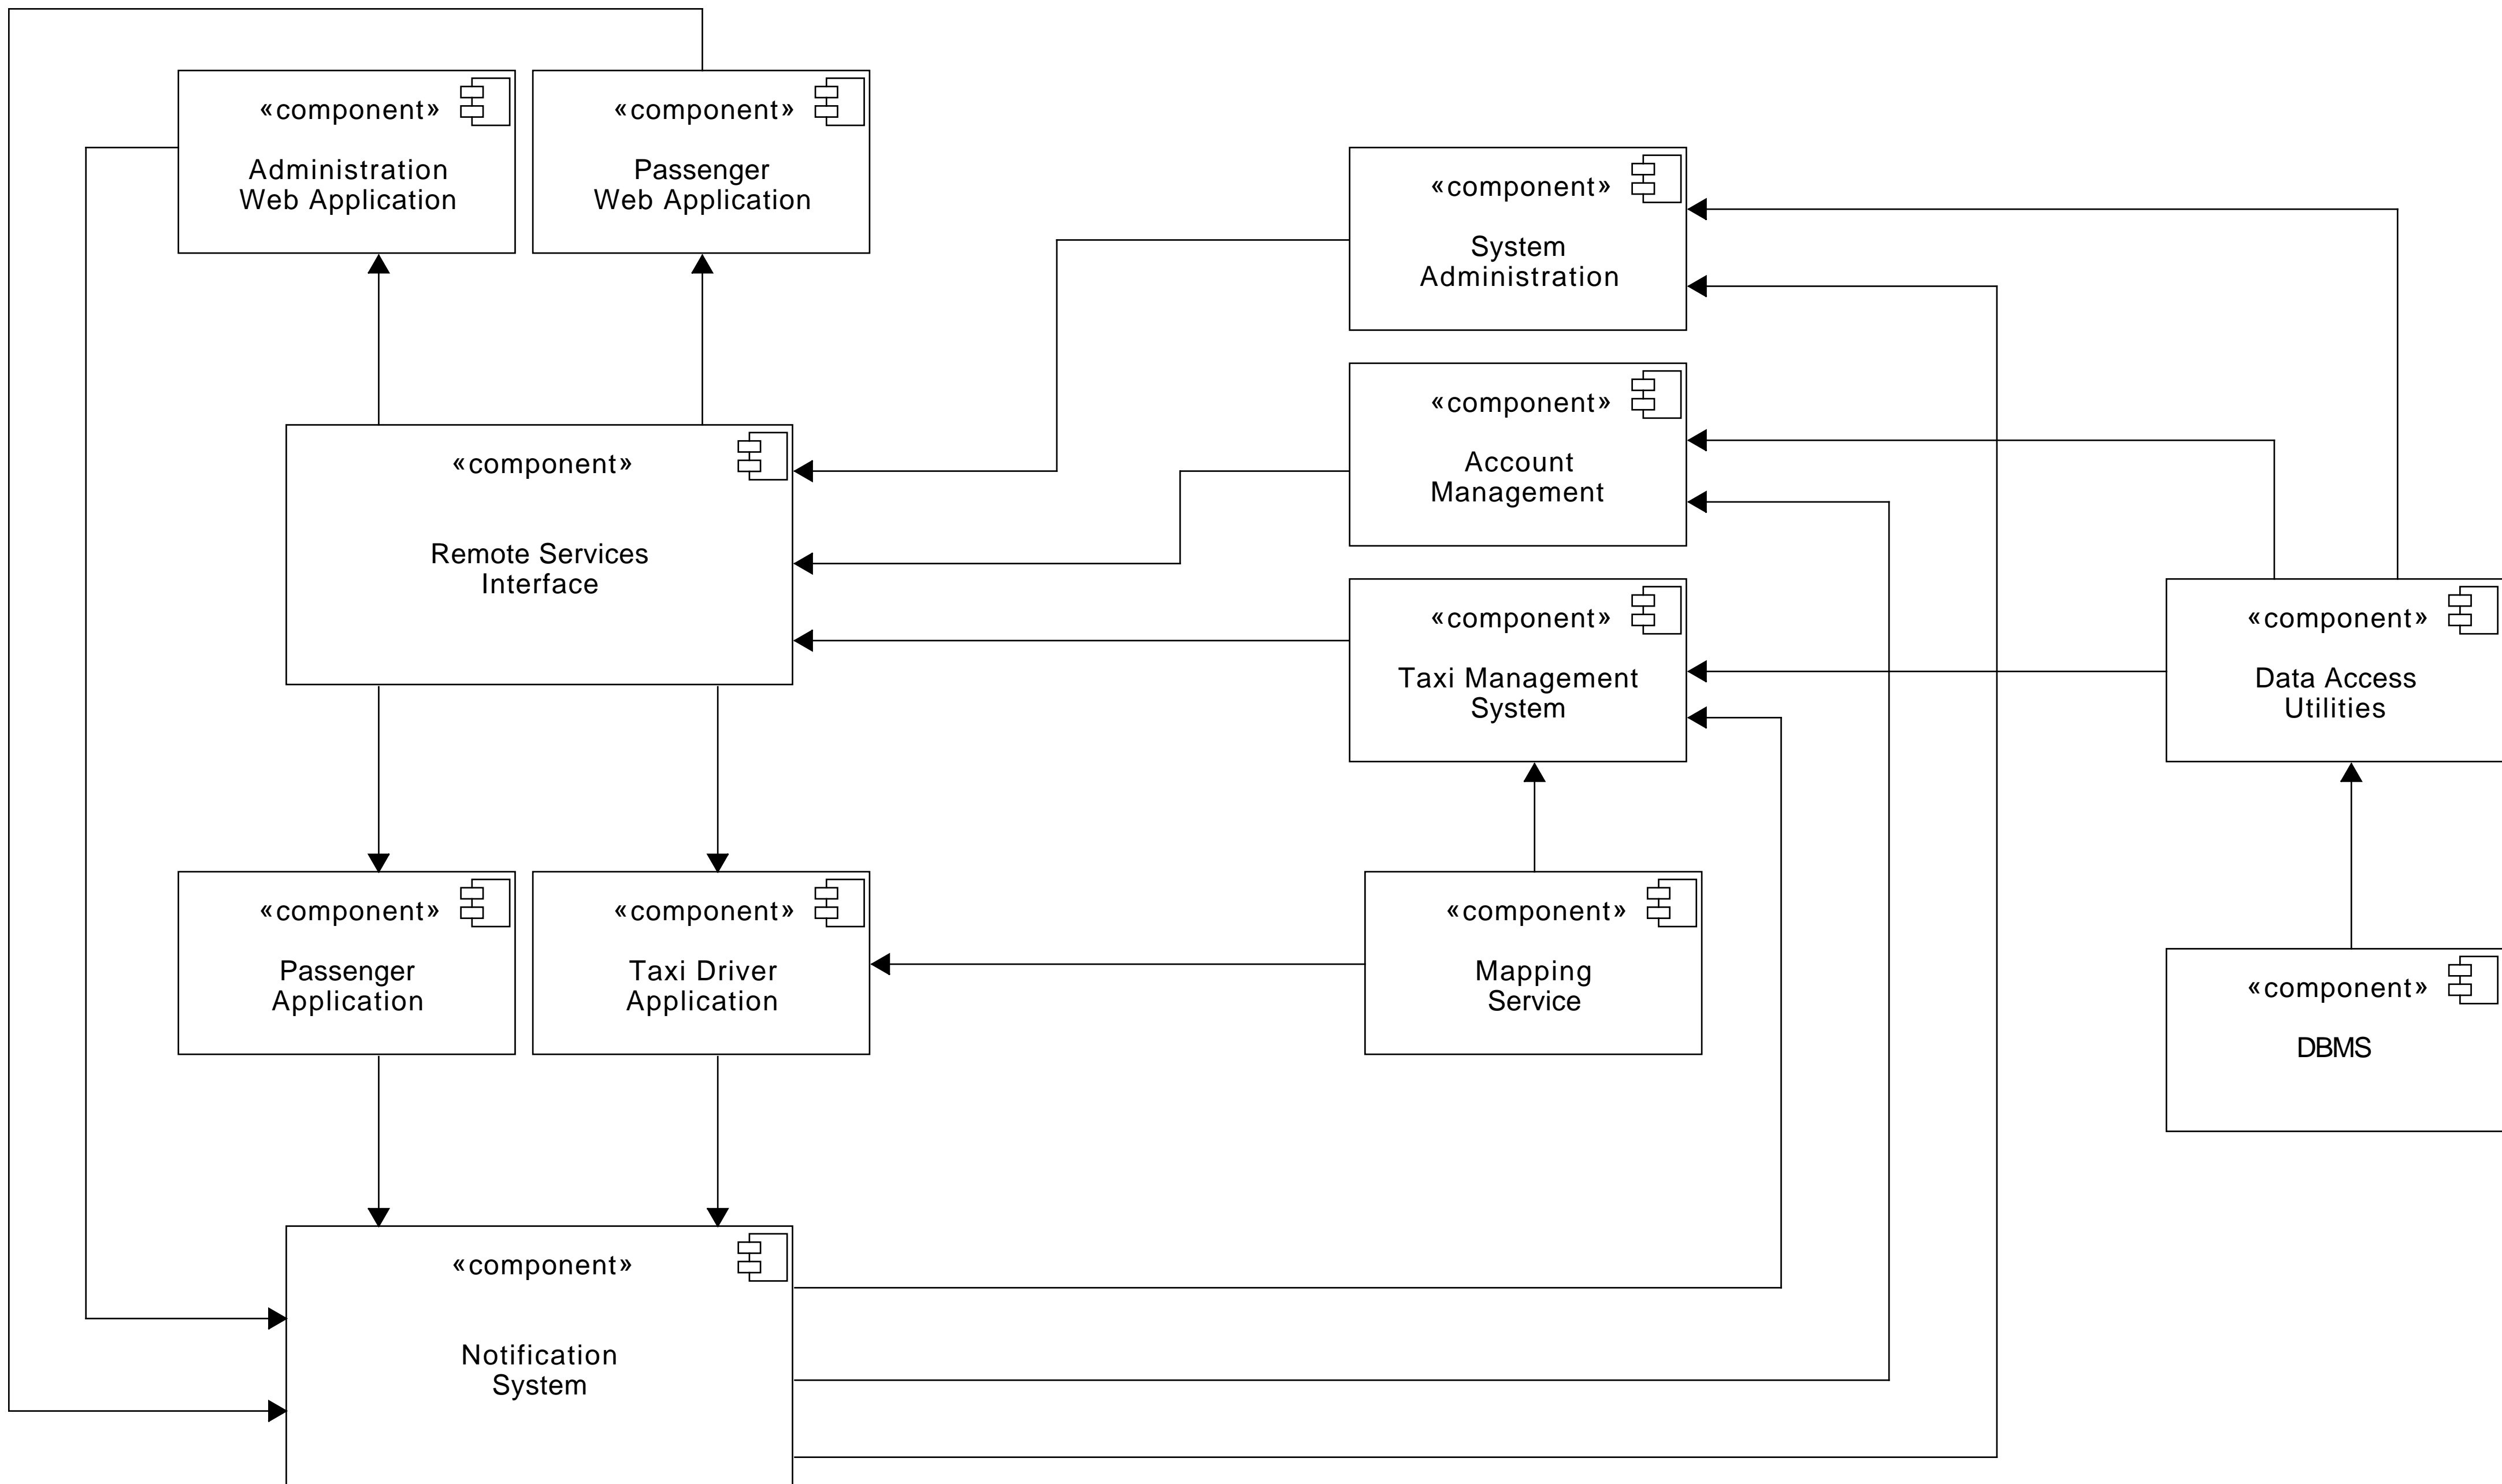 «component»
Administration
Web Application
«component»
Passenger
Web Application
«component»
System
Administration
«component»
Account
Management
«component»
Remote Services
Interface
«component»
Taxi Management
System
«component»
Data Access
Utilities
«component»
Passenger
Application
«component»
Taxi Driver
Application
«component»
Mapping
Service
«component»
DBMS
«component»
Notification
System